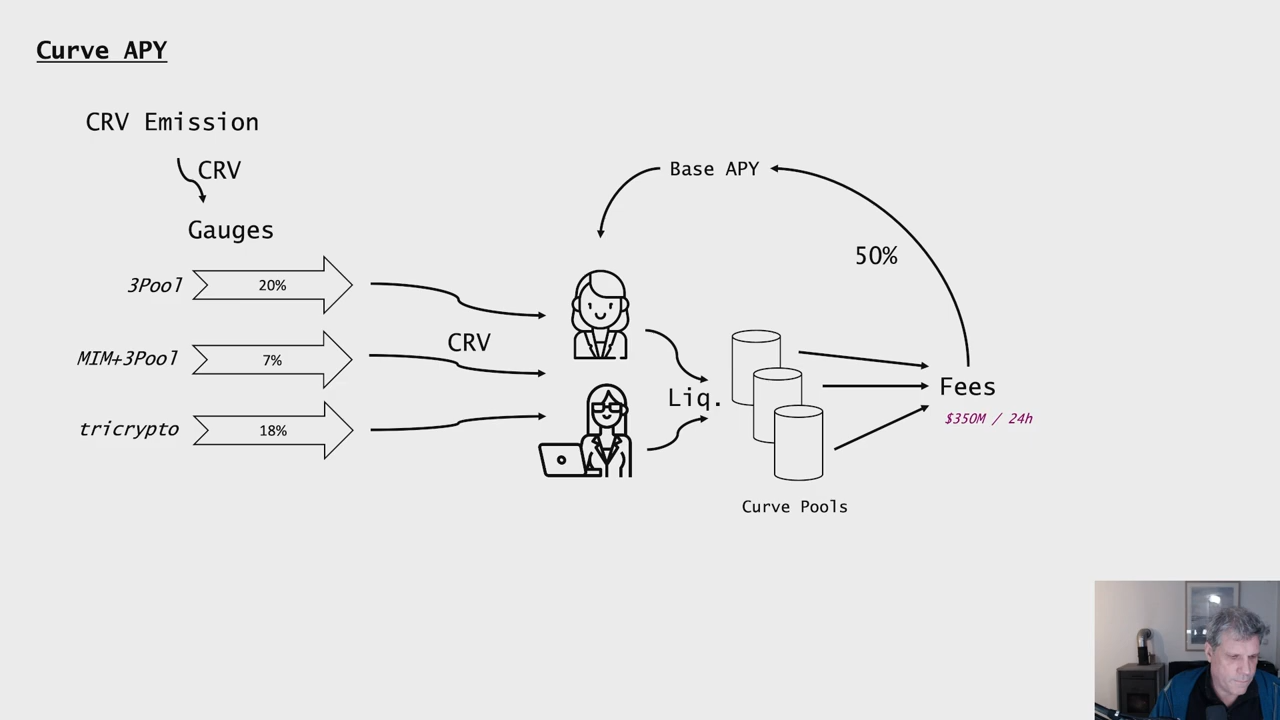 Curve APY
CRV Emission
CRV
Gauges
3Pool
20%
MIM+3Pool
7%
tricrypto
18%
CRV
Base APY
50%
Liq.
Fees
$350M / 24h
Curve Pools